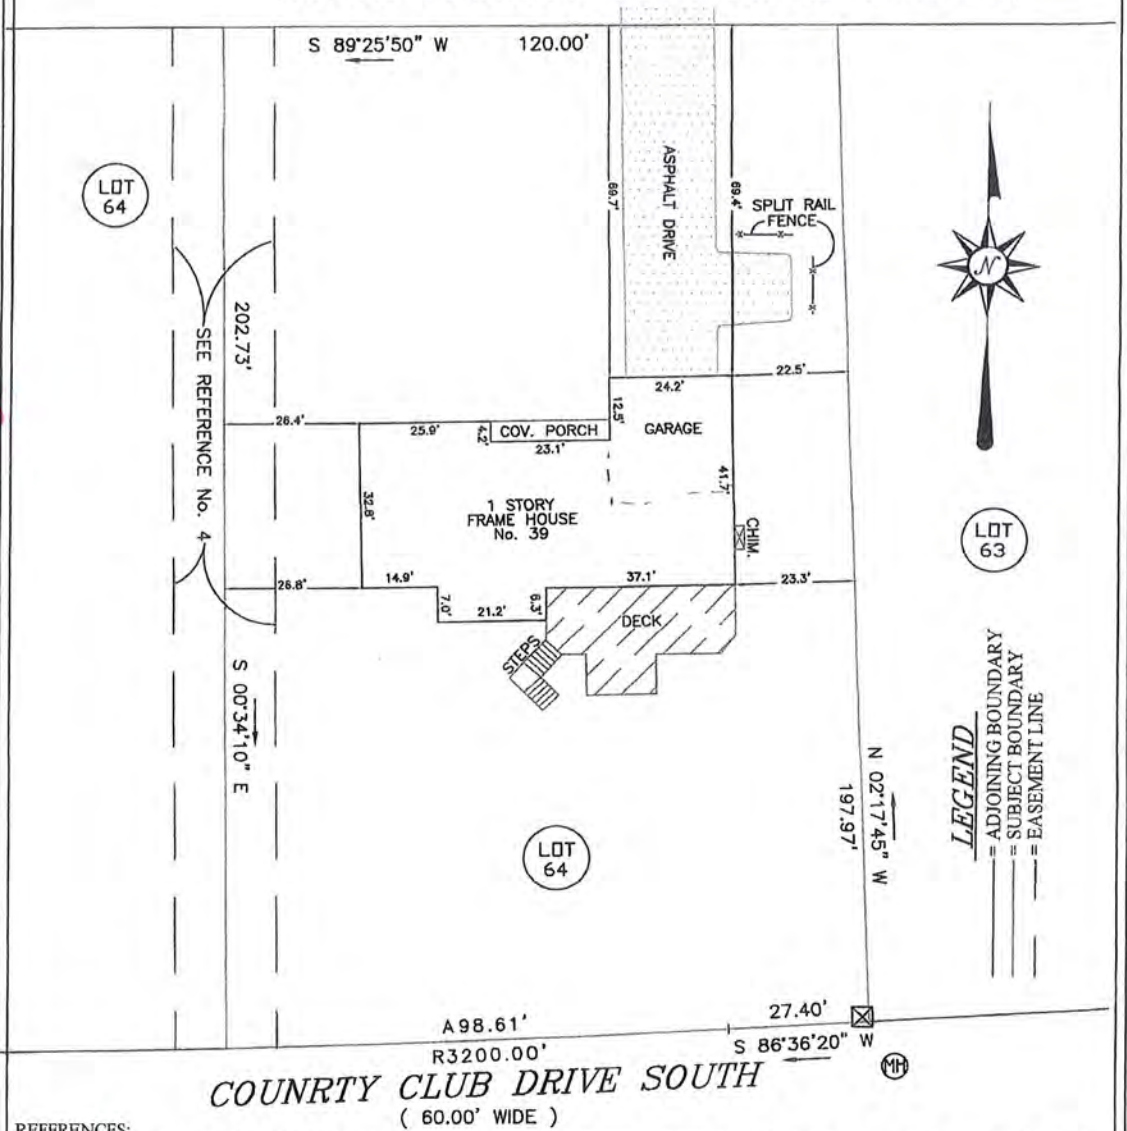 S 89°25'50" W 120.00'
LOT
64
202.73'
SEE REFERENCE No. 4
S 00°34'10" E
69.7'
ASPHALT DRIVE
69.4'
SPLIT RAIL
FENCE
N
22.5'
24.2'
12.5'
GARAGE
26.4'
25.9'
4.2'
COV. PORCH
23.1'
41.7'
32.8'
1 STORY
FRAME HOUSE
No. 39
CHIM.
LOT
63
26.8'
14.9'
37.1'
23.3'
7.0'
21.2'
6.3'
DECK
STEPS
LEGEND
= ADJOINING BOUNDARY
= SUBJECT BOUNDARY
= EASEMENT LINE
N 02°17'45" W
197.97'
LOT
64
A98.61'
27.40'
R3200.00'
S 86°36'20" W
MH
COUNRTY CLUB DRIVE SOUTH
( 60.00' WIDE )
REFERENCES: